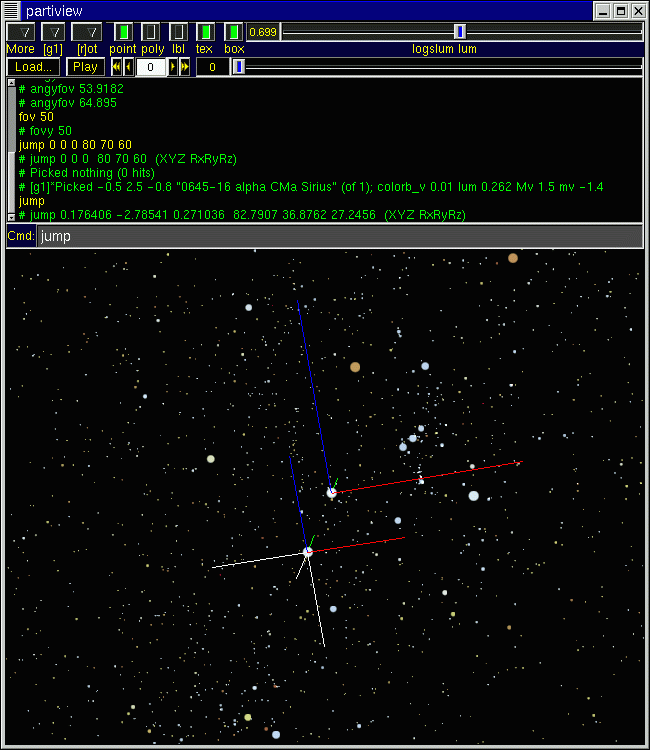 partiview
0.699
More [g1] [r]ot point poly lbl tex box logslum lum
Load... Play 0 0
# angyfov 53.9182
# angyfov 64.895
fov 50
# fovy 50
jump 0 0 0 80 70 60
# jump 0 0 0  80 70 60  (XYZ RxRyRz)
# Picked nothing (0 hits)
# [g1]*Picked -0.5 2.5 -0.8 "0645-16 alpha CMa Sirius" (of 1); colorb_v 0.01 lum 0.262 Mv 1.5 mv -1.4
jump
# jump 0.176406 -2.78541 0.271036  82.7907 36.8762 27.2456  (XYZ RxRyRz)
Cmd: jump